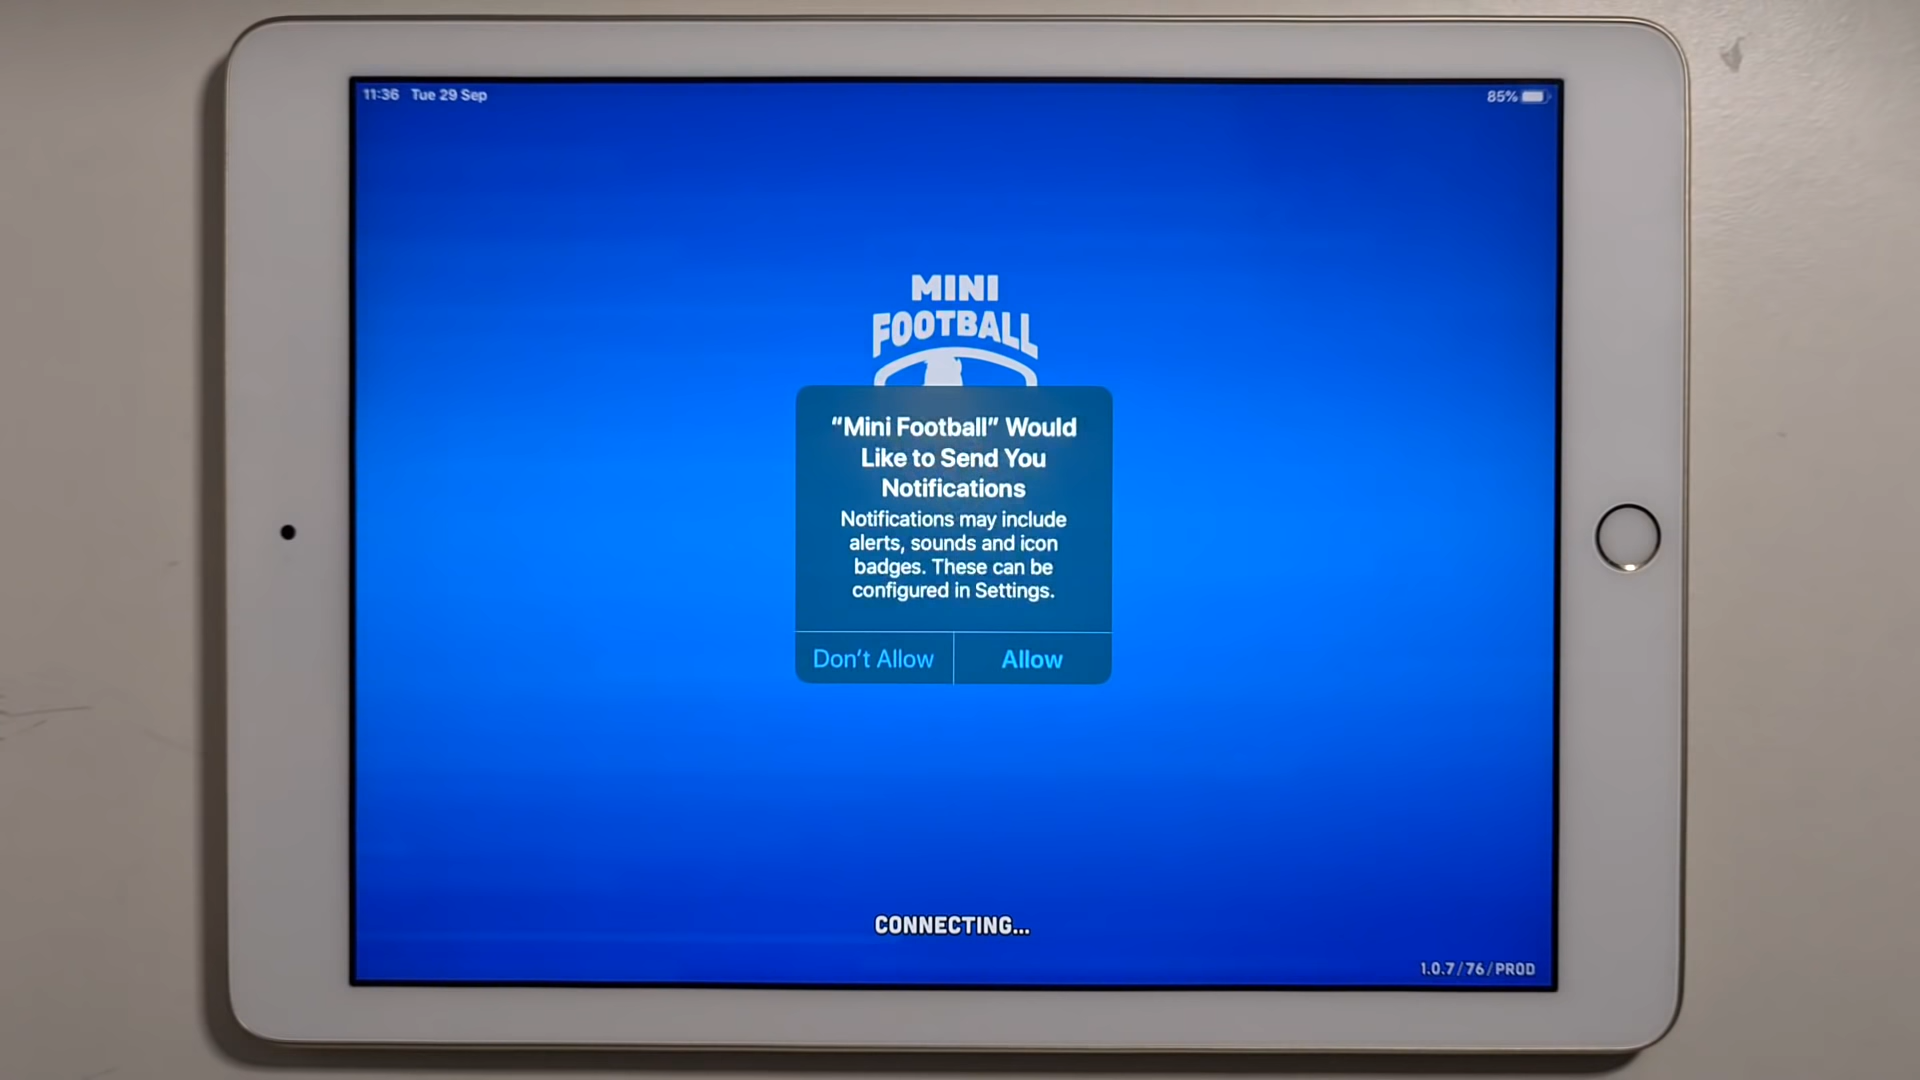 11:36 Tue 29 Sep
85%
MINI
FOOTBALL
“Mini Football” Would
Like to Send You
Notifications
Notifications may include
alerts, sounds and icon
badges. These can be
configured in Settings.
Don’t Allow
Allow
CONNECTING...
1.0.7/76/PROD